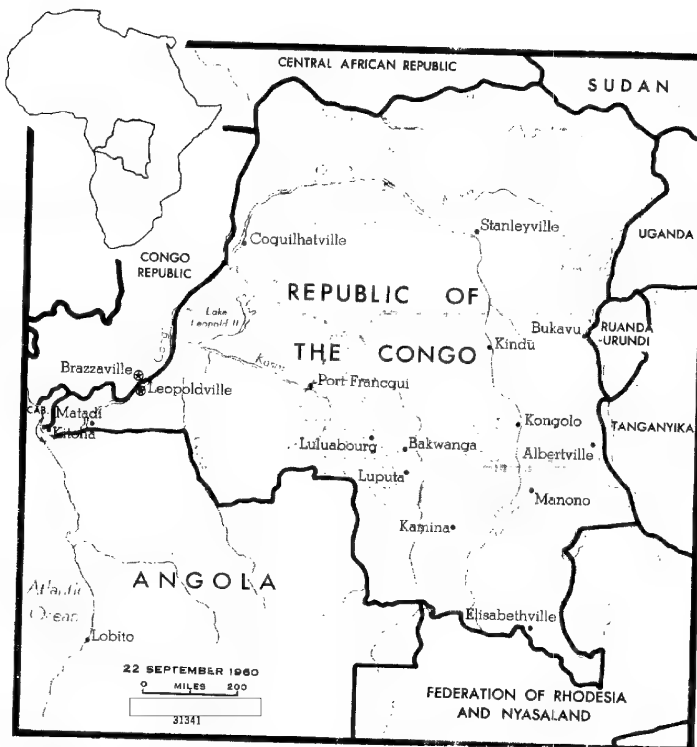 CENTRAL AFRICAN REPUBLIC
SUDAN
Coquilhatville
Stanleyville
UGANDA
CONGO
REPUBLIC
REPUBLIC OF
THE CONGO
Lake
Leopold II
Bukavu
RUANDA
-URUNDI
Kindu
Brazzaville
Leopoldville
Port Francqui
CAB.
Matadi
Kitona
Kongolo
TANGANYIKA
Luluabourg
Bakwanga
Albertville
Luputa
Manono
Kamina
ANGOLA
Atlantic
Ocean
Elisabethville
Lobito
22 SEPTEMBER 1960
0 MILES 200
31341
FEDERATION OF RHODESIA
AND NYASALAND